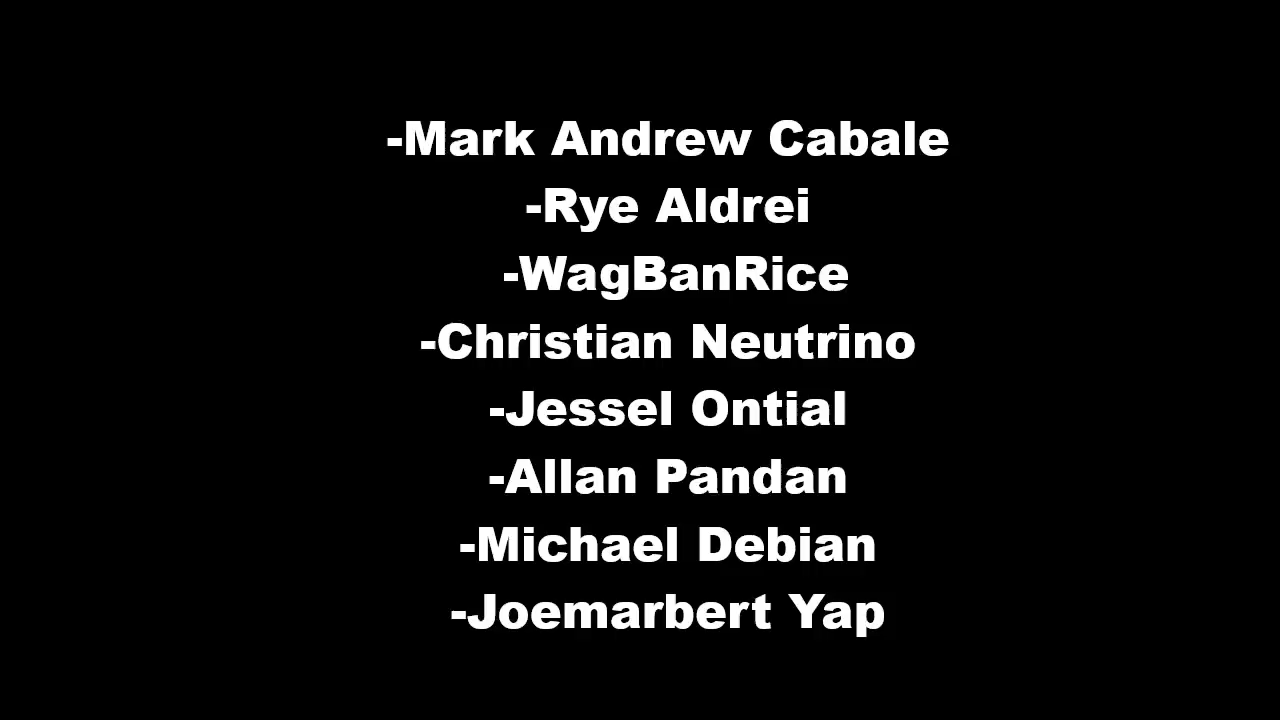 -Mark Andrew Cabale
-Rye Aldrei
-WagBanRice
-Christian Neutrino
-Jessel Ontial
-Allan Pandan
-Michael Debian
-Joemarbert Yap